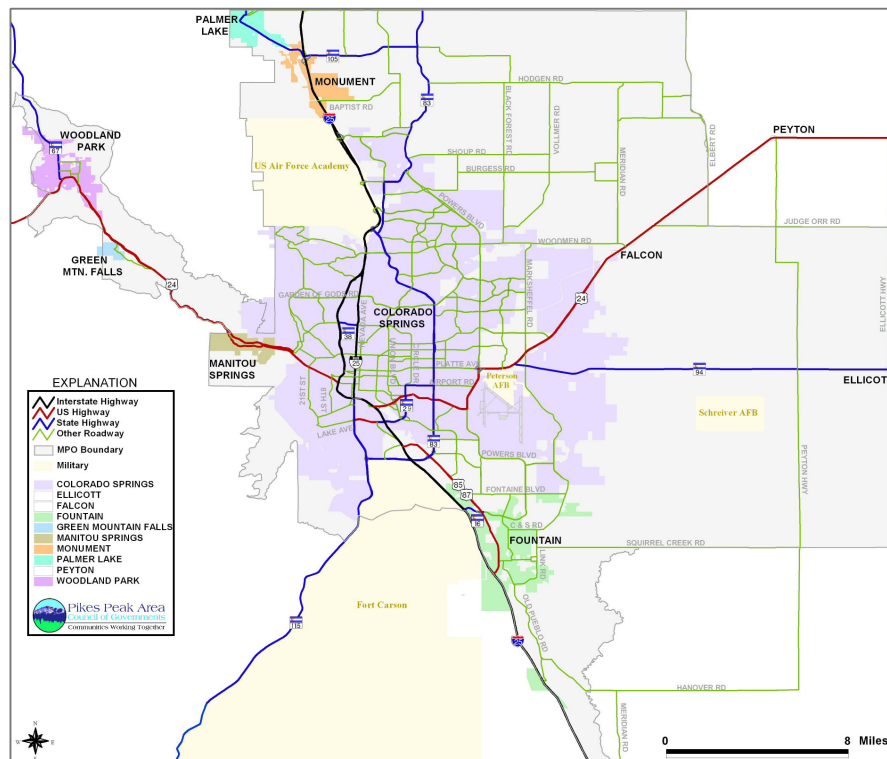 PALMER
LAKE
105
MONUMENT
HODGEN RD
83
BAPTIST RD
BLACK FOREST RD
VOLLMER RD
ELBERT RD
25
PEYTON
WOODLAND
PARK
67
US Air Force Academy
SHOUP RD
BURGESS RD
MERIDIAN RD
POWERS BLVD
JUDGE ORR RD
WOODMEN RD
FALCON
GREEN
MTN. FALLS
24
GARDEN OF GODS RD
MARKSHEFFEL RD
24
ELLICOTT HWY
COLORADO
SPRINGS
NEVADA AVE
38
UNION BLVD
CIRCLE DR
MANITOU
SPRINGS
25
PLATTE AVE
94
AIRPORT RD
Peterson
AFB
ELLICOTT
21ST ST
8TH ST
29
Schreiver AFB
LAKE AVE
83
POWERS BLVD
PEYTON HWY
85
87
FONTAINE BLVD
16
C & S RD
FOUNTAIN
SQUIRREL CREEK RD
LINK RD
Fort Carson
OLD PUEBLO RD
115
25
HANOVER RD
MERIDIAN RD
EXPLANATION
Interstate Highway
US Highway
State Highway
Other Roadway
MPO Boundary
Military
COLORADO SPRINGS
ELLICOTT
FALCON
FOUNTAIN
GREEN MOUNTAIN FALLS
MANITOU SPRINGS
MONUMENT
PALMER LAKE
PEYTON
WOODLAND PARK
Pikes Peak Area
Council of Governments
Communities Working Together
N
W
E
S
0 8 Miles